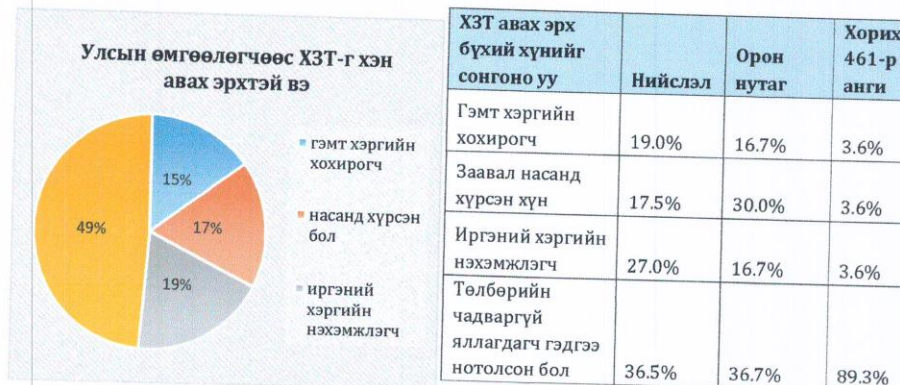 Улсын өмгөөлөгчөөс ХЗТ-г хэн
авах эрхтэй вэ
15%
17%
19%
49%
гэмт хэргийн
хохирогч
насанд хүрсэн
бол
иргэний
хэргийн
нэхэмжлэгч
ХЗТ авах эрх
бүхий хүнийг
сонгоно уу
Нийслэл
Орон
нутаг
Хорих
461-р
анги
Гэмт хэргийн
хохирогч
19.0%
16.7%
3.6%
Заавал насанд
хүрсэн хүн
17.5%
30.0%
3.6%
Иргэний хэргийн
нэхэмжлэгч
27.0%
16.7%
3.6%
Төлбөрийн
чадваргүй
яллагдагч гэдгээ
нотолсон бол
36.5%
36.7%
89.3%